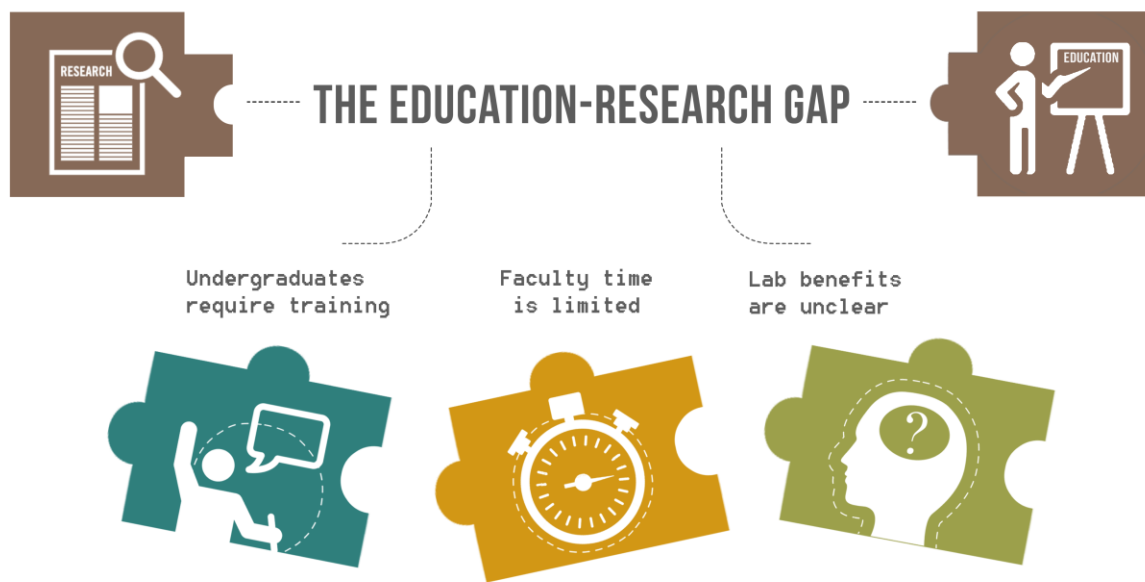 RESEARCH
THE EDUCATION-RESEARCH GAP
EDUCATION
Undergraduates
require training
Faculty time
is limited
Lab benefits
are unclear
?